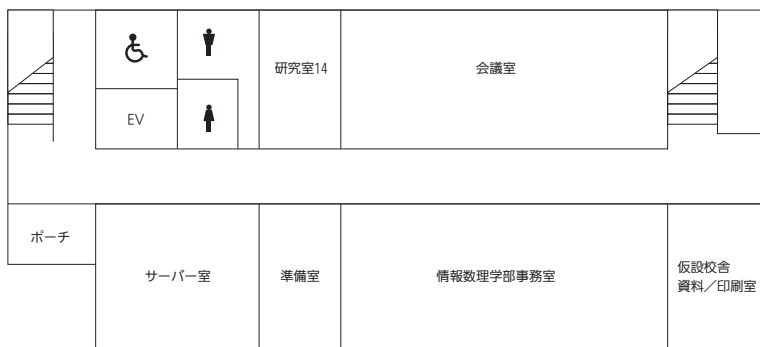 研究室14
会議室
EV
ポーチ
サーバー室
準備室
情報数理学部事務室
仮設校舎
資料／印刷室